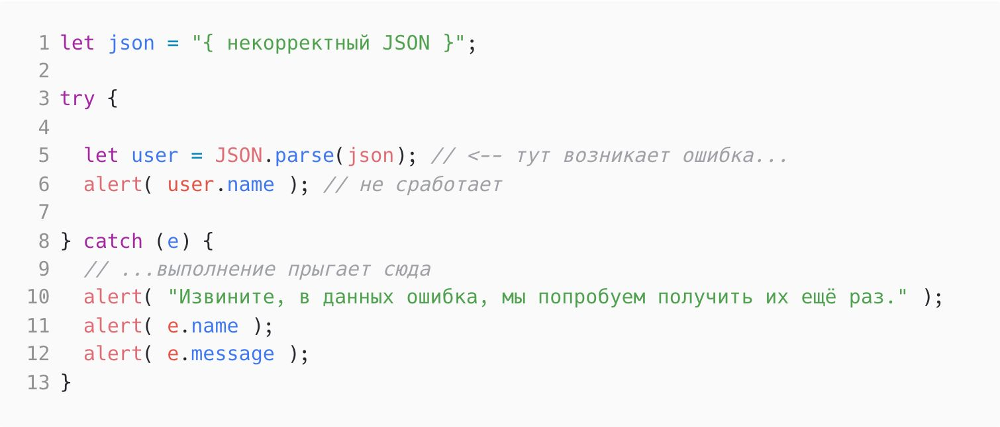 1 let json = "{ некорректный JSON }";
2
3 try {
4
5   let user = JSON.parse(json); // <-- тут возникает ошибка...
6   alert( user.name ); // не сработает
7
8 } catch (e) {
9   // ...выполнение прыгает сюда
10   alert( "Извините, в данных ошибка, мы попробуем получить их ещё раз." );
11   alert( e.name );
12   alert( e.message );
13 }